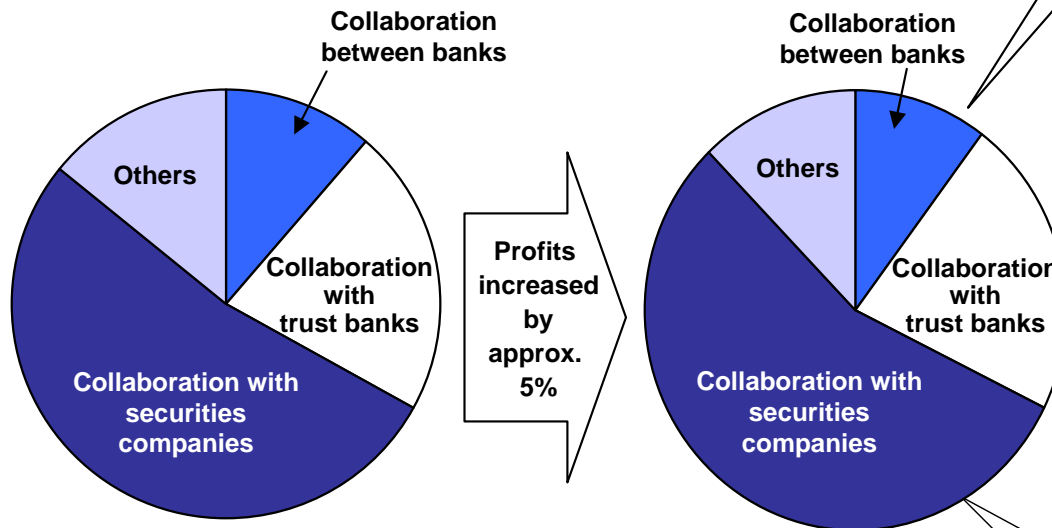 Collaboration
between banks
Others
Collaboration
with
trust banks
Collaboration with
securities
companies
Profits
increased
by
approx.
5%
Collaboration
between banks
Others
Collaboration
with
trust banks
Collaboration with
securities
companies